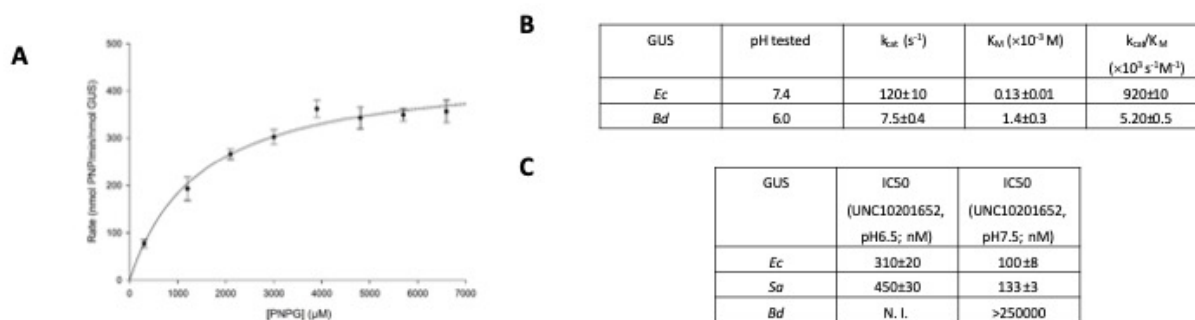 A
500
400
300
200
100
0
Rate (nmol PNP/min/nmol GUS)
0 1000 2000 3000 4000 5000 6000 7000
[PNPG] (µM)
B
GUS pH tested kcat (s-1) KM (×10-3 M) kcat/KM
(×103 s-1M-1)
Ec 7.4 120±10 0.13±0.01 920±10
Bd 6.0 7.5±0.4 1.4±0.3 5.20±0.5
C
GUS IC50 IC50
(UNC10201652, (UNC10201652,
pH6.5; nM) pH7.5; nM)
Ec 310±20 100±8
Sa 450±30 133±3
Bd N. I. >250000